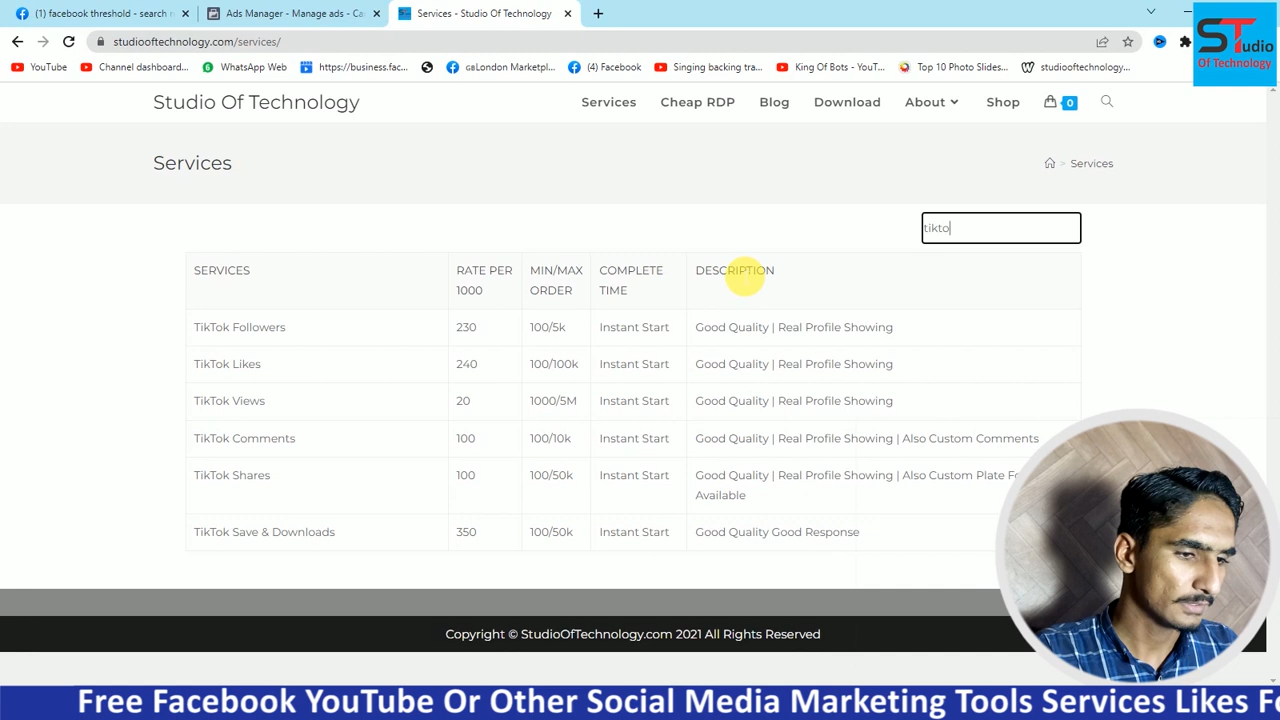 (1) facebook threshold - search r
Ads Manager - Manage ads - Ca
Services - Studio Of Technology
studiooftechnology.com/services/
YouTube
Channel dashboard...
WhatsApp Web
https://business.fac...
GBLondon Marketpl...
(4) Facebook
Singing backing tra...
King Of Bots - YouT...
Top 10 Photo Slides...
studiooftechnology...
STudio
Of Technology
Studio Of Technology
Services
Cheap RDP
Blog
Download
About
Shop
0
Services
> Services
tikto
SERVICES
RATE PER 1000
MIN/MAX ORDER
COMPLETE TIME
DESCRIPTION
TikTok Followers 230 100/5k Instant Start Good Quality | Real Profile Showing
TikTok Likes 240 100/100k Instant Start Good Quality | Real Profile Showing
TikTok Views 20 1000/5M Instant Start Good Quality | Real Profile Showing
TikTok Comments 100 100/10k Instant Start Good Quality | Real Profile Showing | Also Custom Comments
TikTok Shares 100 100/50k Instant Start Good Quality | Real Profile Showing | Also Custom Plate Fo
Available
TikTok Save & Downloads 350 100/50k Instant Start Good Quality Good Response
Copyright © StudioOfTechnology.com 2021 All Rights Reserved
Free Facebook YouTube Or Other Social Media Marketing Tools Services Likes Fo